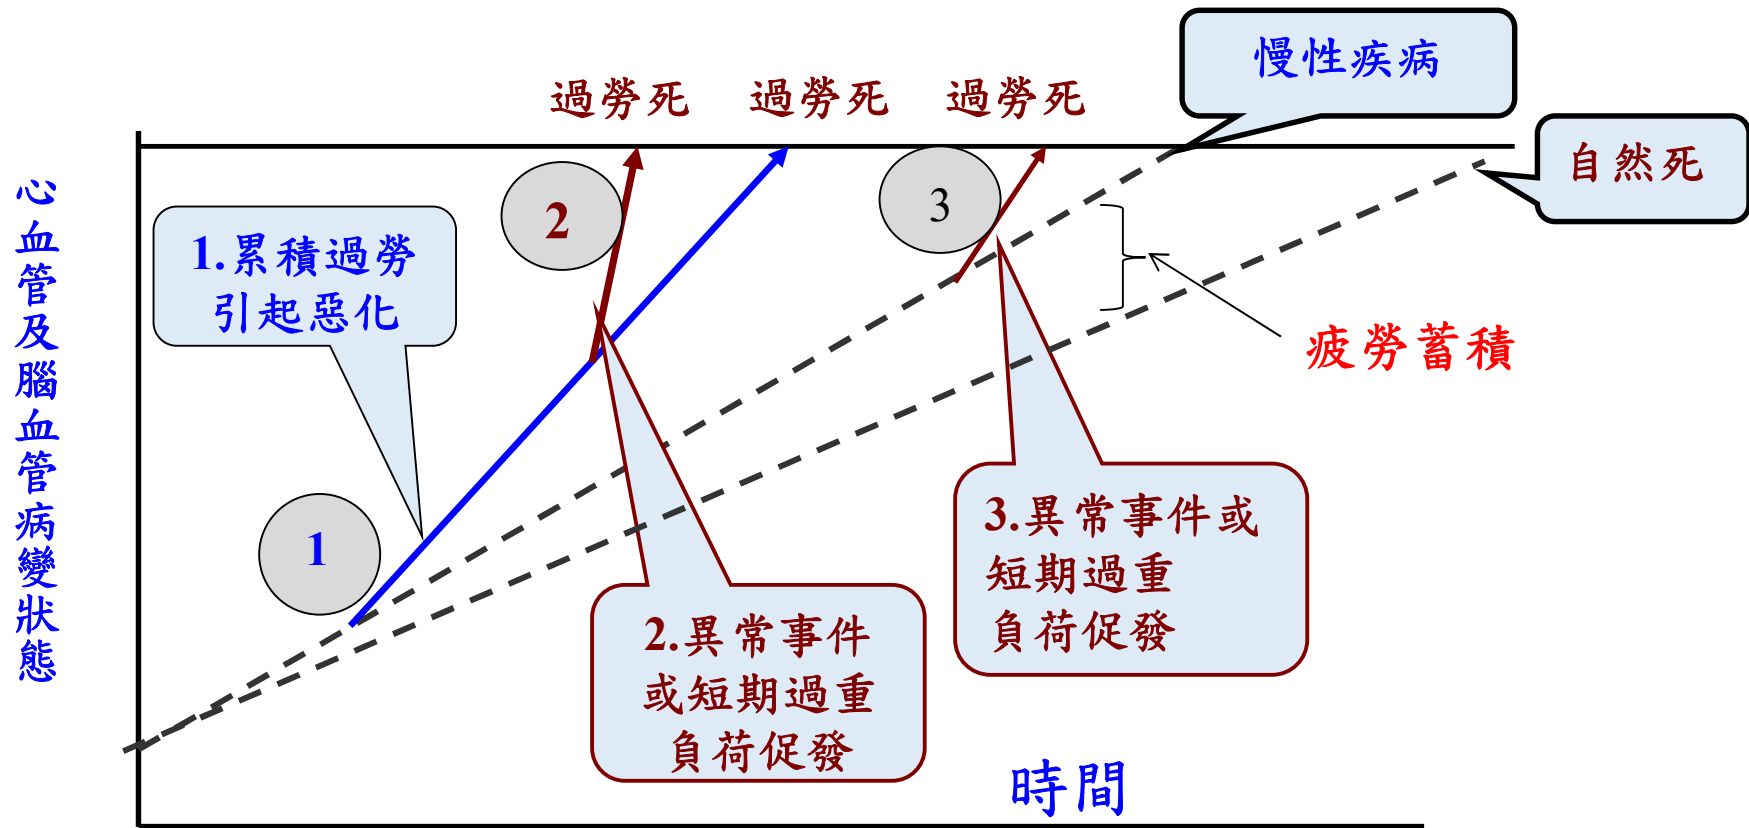 慢性疾病
過勞死
過勞死
過勞死
自然死
心血管及腦血管病變狀態
1.累積過勞
引起惡化
2
3
疲勞蓄積
1
3.異常事件或
短期過重
負荷促發
2.異常事件
或短期過重
負荷促發
時間